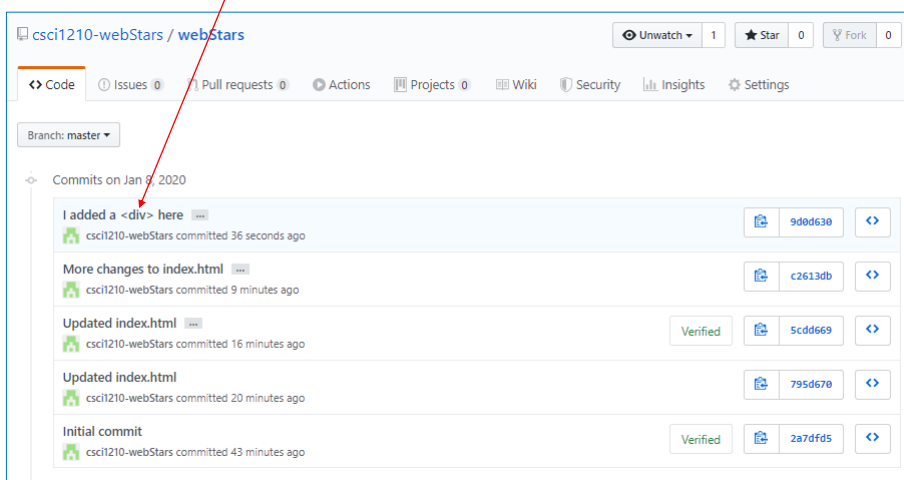 csci1210-webStars / webStars
Unwatch 1 Star 0 Fork 0
Code Issues 0 Pull requests 0 Actions Projects 0 Wiki Security Insights Settings
Branch: master
Commits on Jan 8, 2020
I added a <div> here ...
csci1210-webStars committed 36 seconds ago
9d0d630
More changes to index.html ...
csci1210-webStars committed 9 minutes ago
c2613db
Updated index.html ...
csci1210-webStars committed 16 minutes ago
Verified 5cdd669
Updated index.html
csci1210-webStars committed 20 minutes ago
795d670
Initial commit
csci1210-webStars committed 43 minutes ago
Verified 2a7dfd5